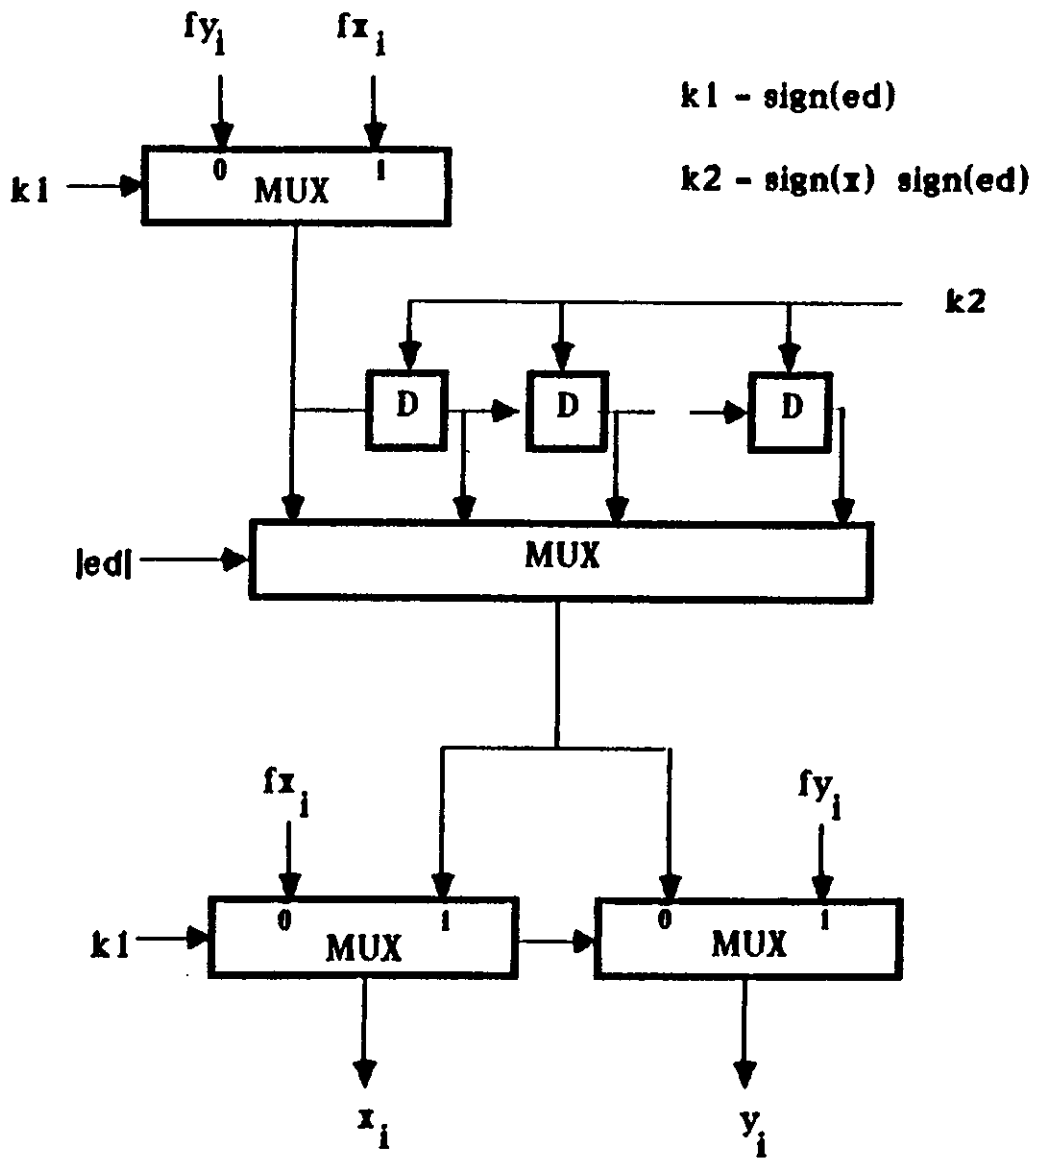 fy_i fx_i
k1 - sign(ed)
0 1
k1 MUX
k2 - sign(x) sign(ed)
k2
D D D
|ed| MUX
fx_i fy_i
0 1 0 1
k1 MUX MUX
x_i y_i